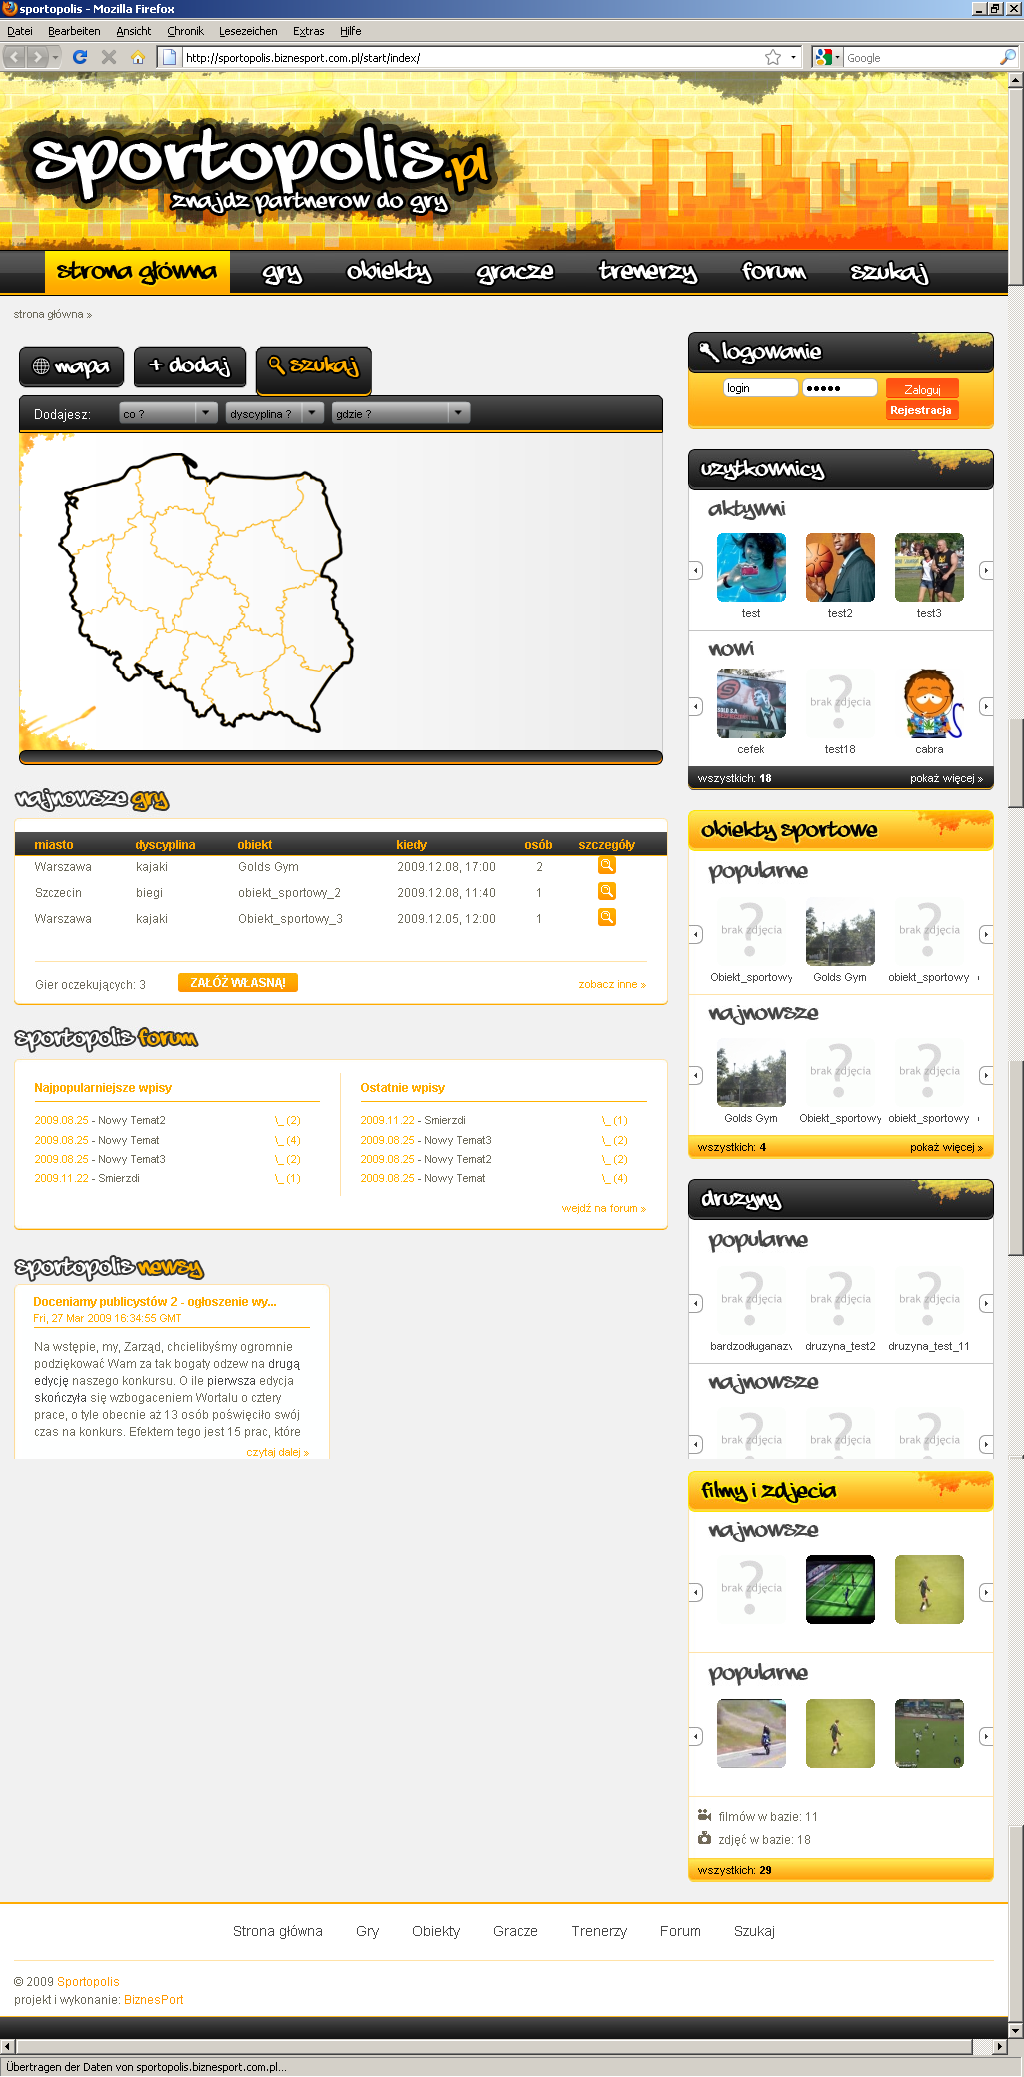 sportopolis - Mozilla Firefox
Datei Bearbeiten Ansicht Chronik Lesezeichen Extras Hilfe
http://sportopolis.biznesport.com.pl/start/index/
Google
sportopolis.pl
znajdz partnerow do gry
strona główna gry obiekty gracze trenerzy forum szukaj
strona główna »
mapa + dodaj szukaj
Dodajesz: co ? dyscyplina ? gdzie ?
najnowsze gry
miasto dyscyplina obiekt kiedy osób szczegóły
Warszawa kajaki Golds Gym 2009.12.08, 17:00 2
Szczecin biegi obiekt_sportowy_2 2009.12.08, 11:40 1
Warszawa kajaki Obiekt_sportowy_3 2009.12.05, 12:00 1
Gier oczekujących: 3 ZAŁÓŻ WŁASNĄ! zobacz inne »
sportopolis forum
Najpopularniejsze wpisy
2009.08.25 - Nowy Temat2 \_ (2)
2009.08.25 - Nowy Temat \_ (4)
2009.08.25 - Nowy Temat3 \_ (2)
2009.11.22 - Smierzdi \_ (1)
Ostatnie wpisy
2009.11.22 - Smierzdi \_ (1)
2009.08.25 - Nowy Temat3 \_ (2)
2009.08.25 - Nowy Temat2 \_ (2)
2009.08.25 - Nowy Temat \_ (4)
wejdź na forum »
sportopolis newsy
Doceniamy publicystów 2 - ogłoszenie wy...
Fri, 27 Mar 2009 16:34:55 GMT
Na wstępie, my, Zarząd, chcielibyśmy ogromnie
podziękować Wam za tak bogaty odzew na drugą
edycję naszego konkursu. O ile pierwsza edycja
skończyła się wzbogaceniem Wortalu o cztery
prace, o tyle obecnie aż 13 osób poświęciło swój
czas na konkurs. Efektem tego jest 15 prac, które
czytaj dalej »
logowanie
login ●●●●● Zaloguj
Rejestracja
uzytkownicy
aktywni
test test2 test3
nowi
brak zdjęcia
cefek test18 cabra
wszystkich: 18 pokaż więcej »
obiekty sportowe
popularne
brak zdjęcia brak zdjęcia
Obiekt_sportowy Golds Gym obiekt_sportowy
najnowsze
brak zdjęcia brak zdjęcia
Golds Gym Obiekt_sportowy obiekt_sportowy
wszystkich: 4 pokaż więcej »
druzyny
popularne
brak zdjęcia brak zdjęcia brak zdjęcia
bardzodługanazv druzyna_test2 druzyna_test_11
najnowsze
brak zdjęcia brak zdjęcia brak zdjęcia
filmy i zdjecia
najnowsze
brak zdjęcia
popularne
filmów w bazie: 11
zdjęć w bazie: 18
wszystkich: 29
Strona główna Gry Obiekty Gracze Trenerzy Forum Szukaj
© 2009 Sportopolis
projekt i wykonanie: BiznesPort
Übertragen der Daten von sportopolis.biznesport.com.pl...